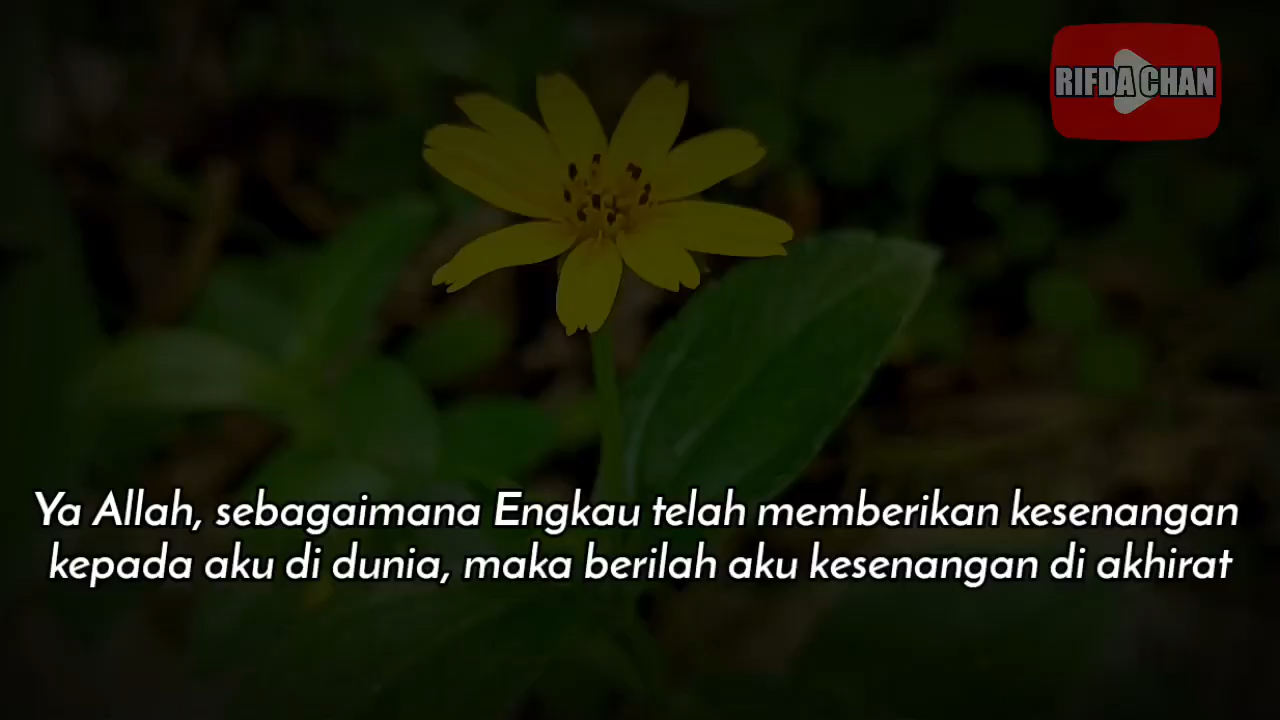 RIFDA CHAN
Ya Allah, sebagaimana Engkau telah memberikan kesenangan
kepada aku di dunia, maka berilah aku kesenangan di akhirat